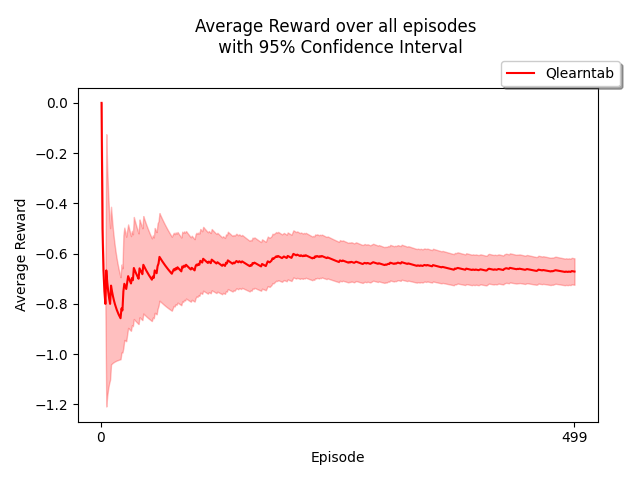 Average Reward over all episodes
with 95% Confidence Interval
Qlearntab
Average Reward
0.0
−0.2
−0.4
−0.6
−0.8
−1.0
−1.2
0
499
Episode